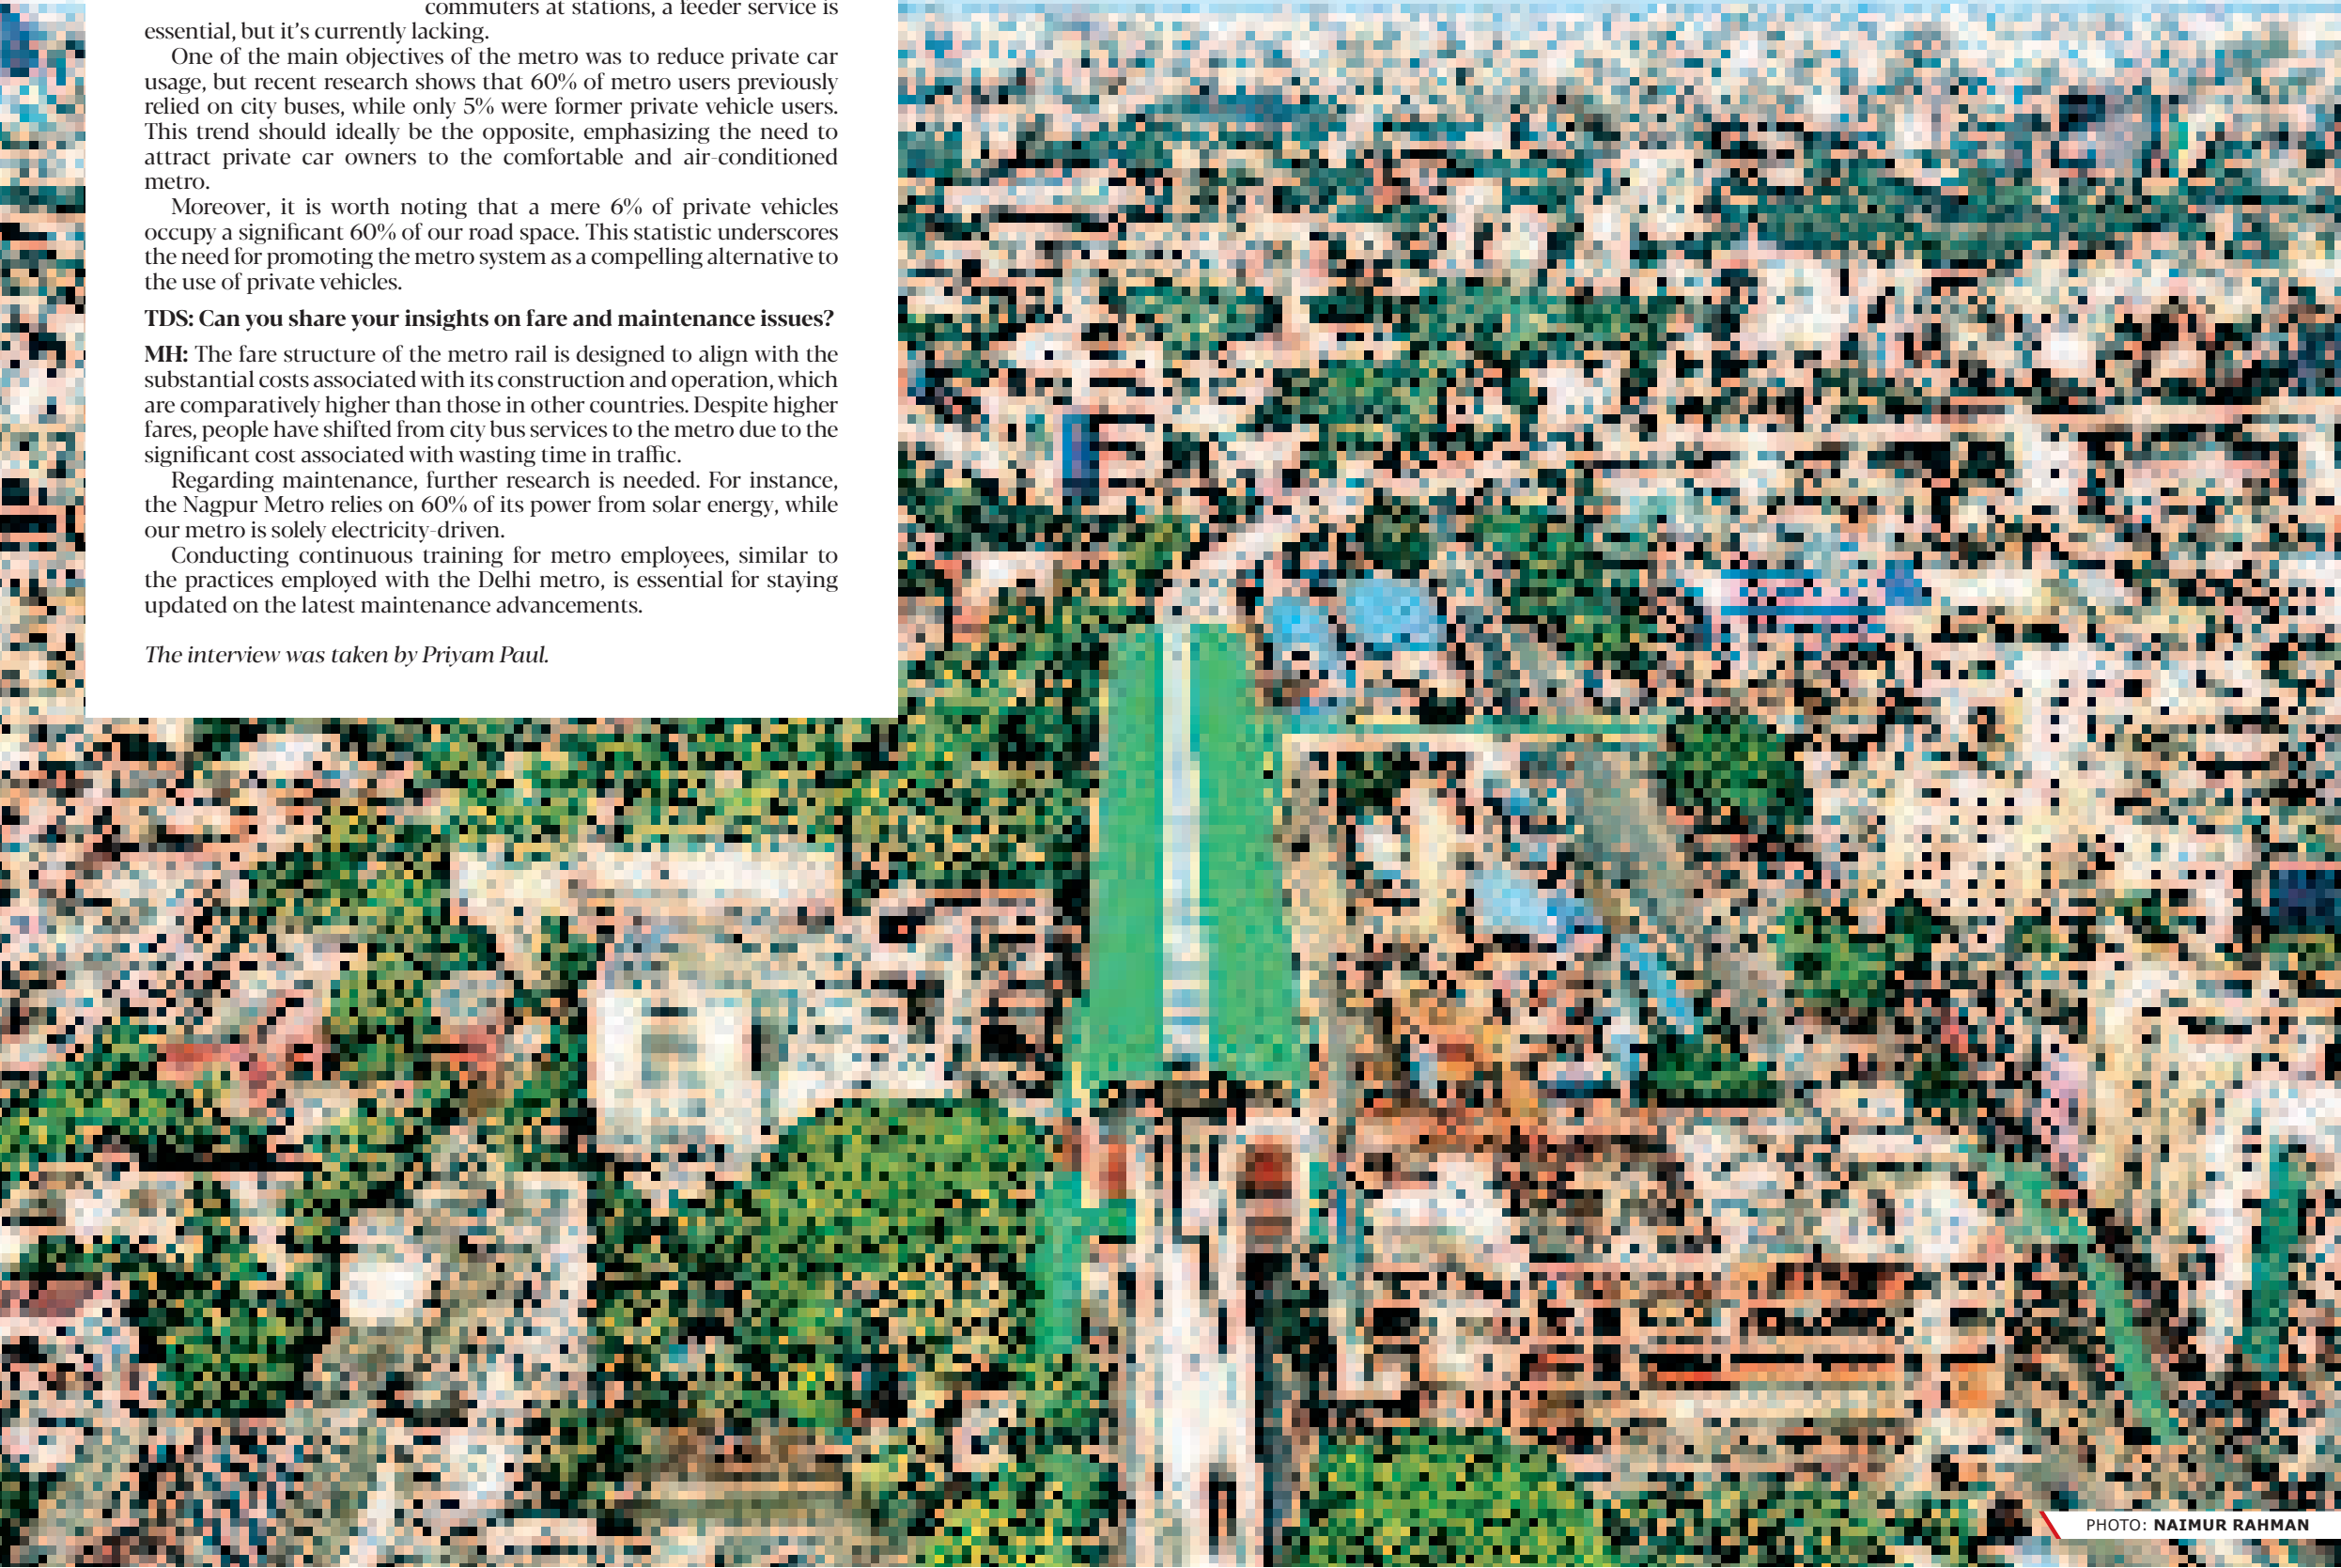 commuters at stations, a feeder service is
essential, but it's currently lacking.
One of the main objectives of the metro was to reduce private car
usage, but recent research shows that 60% of metro users previously
relied on city buses, while only 5% were former private vehicle users.
This trend should ideally be the opposite, emphasizing the need to
attract private car owners to the comfortable and air-conditioned
metro.
Moreover, it is worth noting that a mere 6% of private vehicles
occupy a significant 60% of our road space. This statistic underscores
the need for promoting the metro system as a compelling alternative to
the use of private vehicles.
TDS: Can you share your insights on fare and maintenance issues?
MH: The fare structure of the metro rail is designed to align with the
substantial costs associated with its construction and operation, which
are comparatively higher than those in other countries. Despite higher
fares, people have shifted from city bus services to the metro due to the
significant cost associated with wasting time in traffic.
Regarding maintenance, further research is needed. For instance,
the Nagpur Metro relies on 60% of its power from solar energy, while
our metro is solely electricity-driven.
Conducting continuous training for metro employees, similar to
the practices employed with the Delhi metro, is essential for staying
updated on the latest maintenance advancements.
The interview was taken by Priyam Paul.
PHOTO: NAIMUR RAHMAN